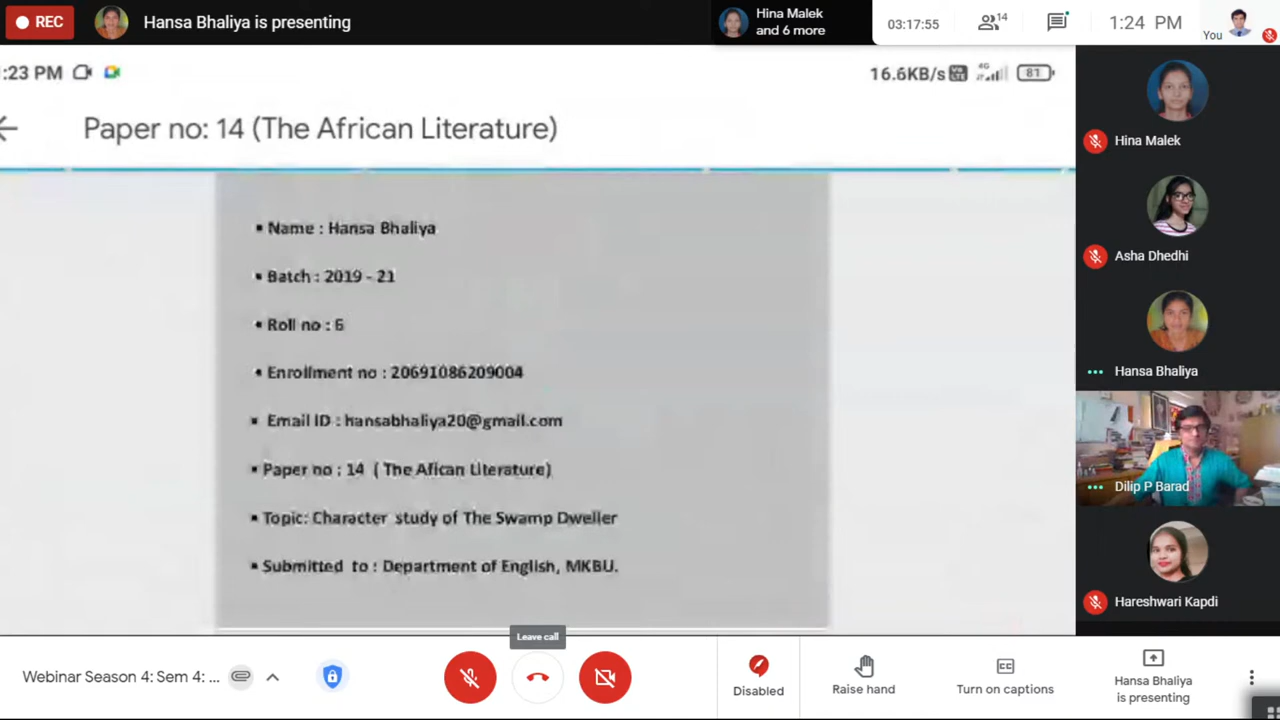 REC
Hansa Bhaliya is presenting
Hina Malek
and 6 more
03:17:55
14
1:24 PM
You
:23 PM
16.6KB/s
Vo
LTE
4G
81
Paper no: 14 (The African Literature)
▪ Name : Hansa Bhaliya
▪ Batch : 2019 - 21
▪ Roll no : 6
▪ Enrollment no : 20691086209004
▪ Email ID : hansabhaliya20@gmail.com
▪ Paper no : 14 ( The Afican Literature)
▪ Topic: Character study of The Swamp Dweller
▪ Submitted to : Department of English, MKBU.
Hina Malek
Asha Dhedhi
Hansa Bhaliya
Dilip P Barad
Hareshwari Kapdi
Leave call
Webinar Season 4: Sem 4: ...
Disabled
Raise hand
CC
Turn on captions
Hansa Bhaliya
is presenting